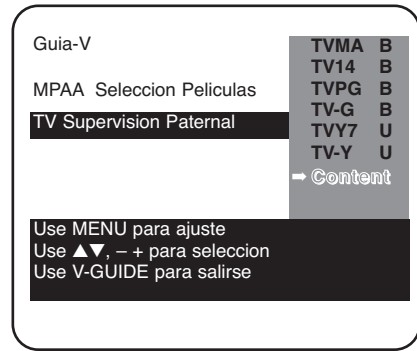 Guia-V
MPAA Seleccion Peliculas
TV Supervision Paternal
TVMA B
TV14 B
TVPG B
TV-G B
TVY7 U
TV-Y U
➡ Content
Use MENU para ajuste
Use ▲▼, – + para seleccion
Use V-GUIDE para salirse